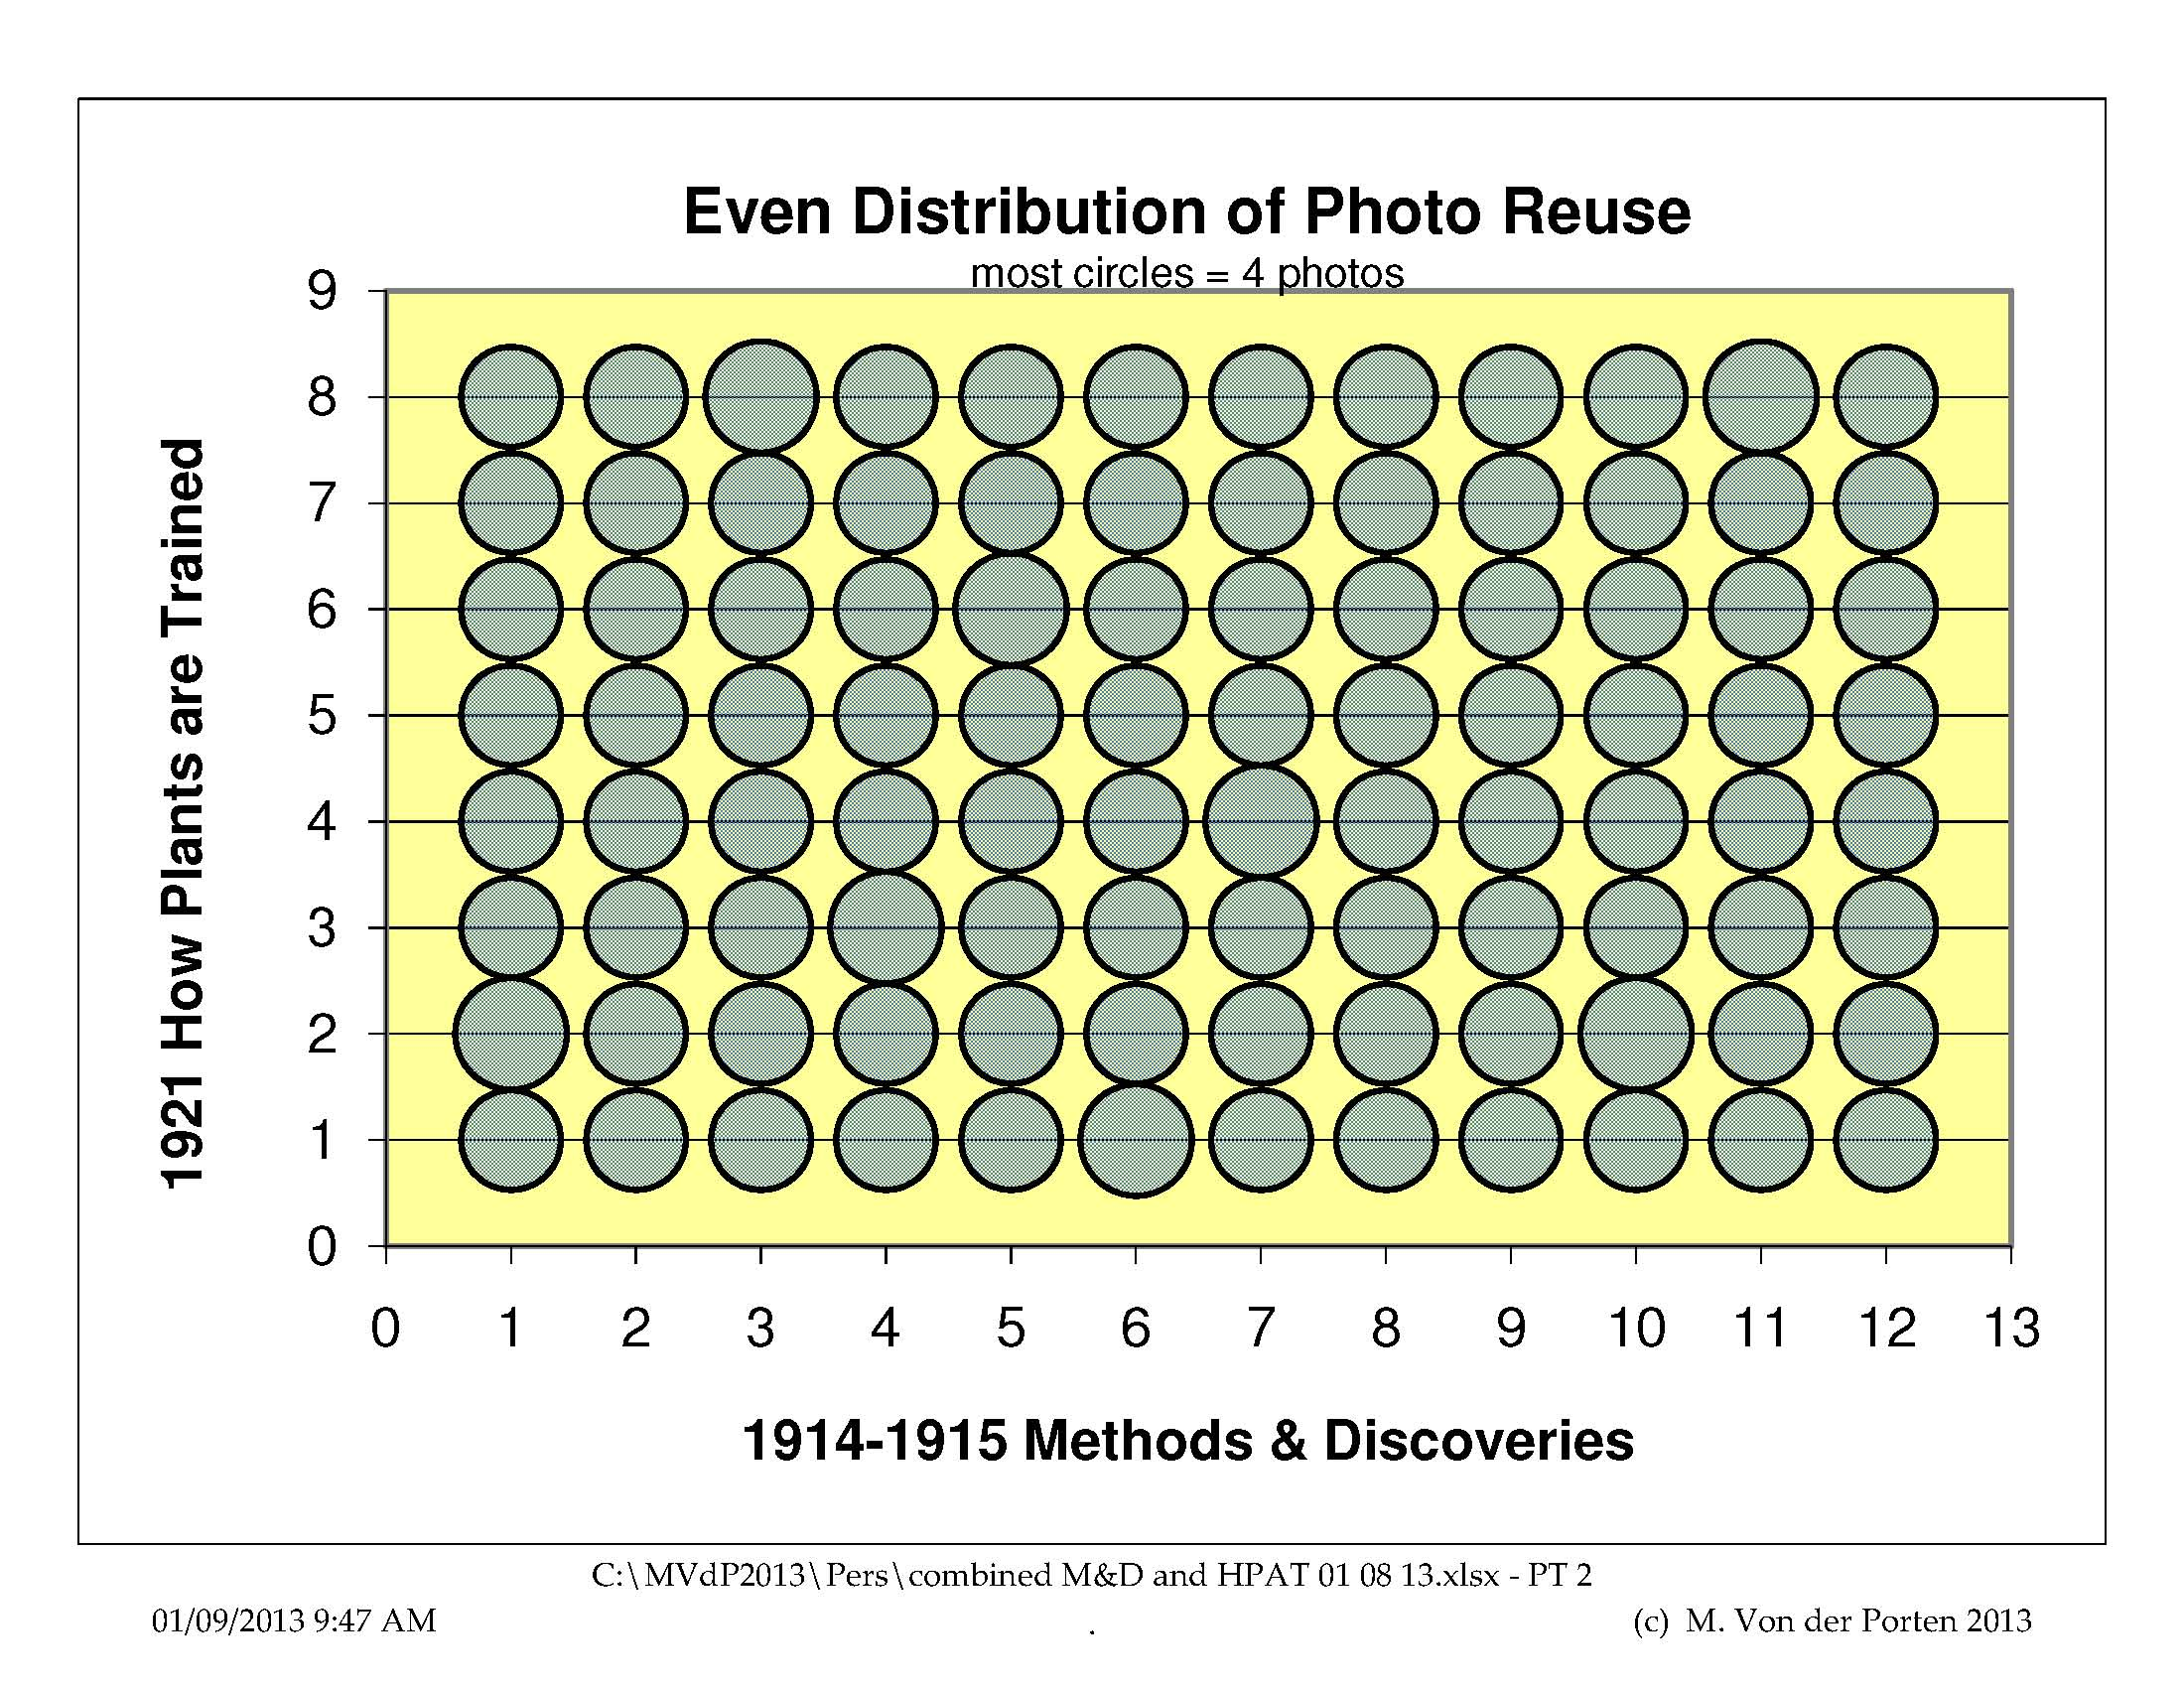 Even Distribution of Photo Reuse
most circles = 4 photos
9
8
7
6
5
4
3
2
1
0
1921 How Plants are Trained
0 1 2 3 4 5 6 7 8 9 10 11 12 13
1914-1915 Methods & Discoveries
C:\MVdP2013\Pers\combined M&D and HPAT 01 08 13.xlsx - PT 2
01/09/2013 9:47 AM . (c) M. Von der Porten 2013